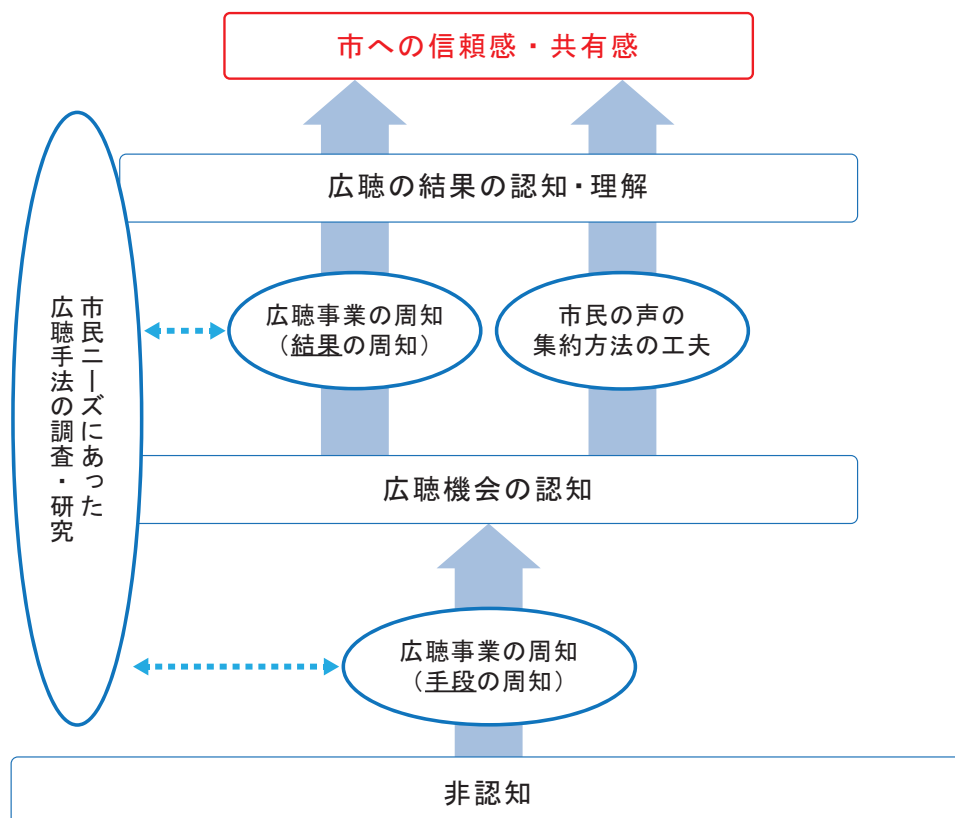 市への信頼感・共有感
広聴の結果の認知・理解
市民ニーズにあった
広聴手法の調査・研究
広聴事業の周知
（結果の周知）
市民の声の
集約方法の工夫
広聴機会の認知
広聴事業の周知
（手段の周知）
非認知